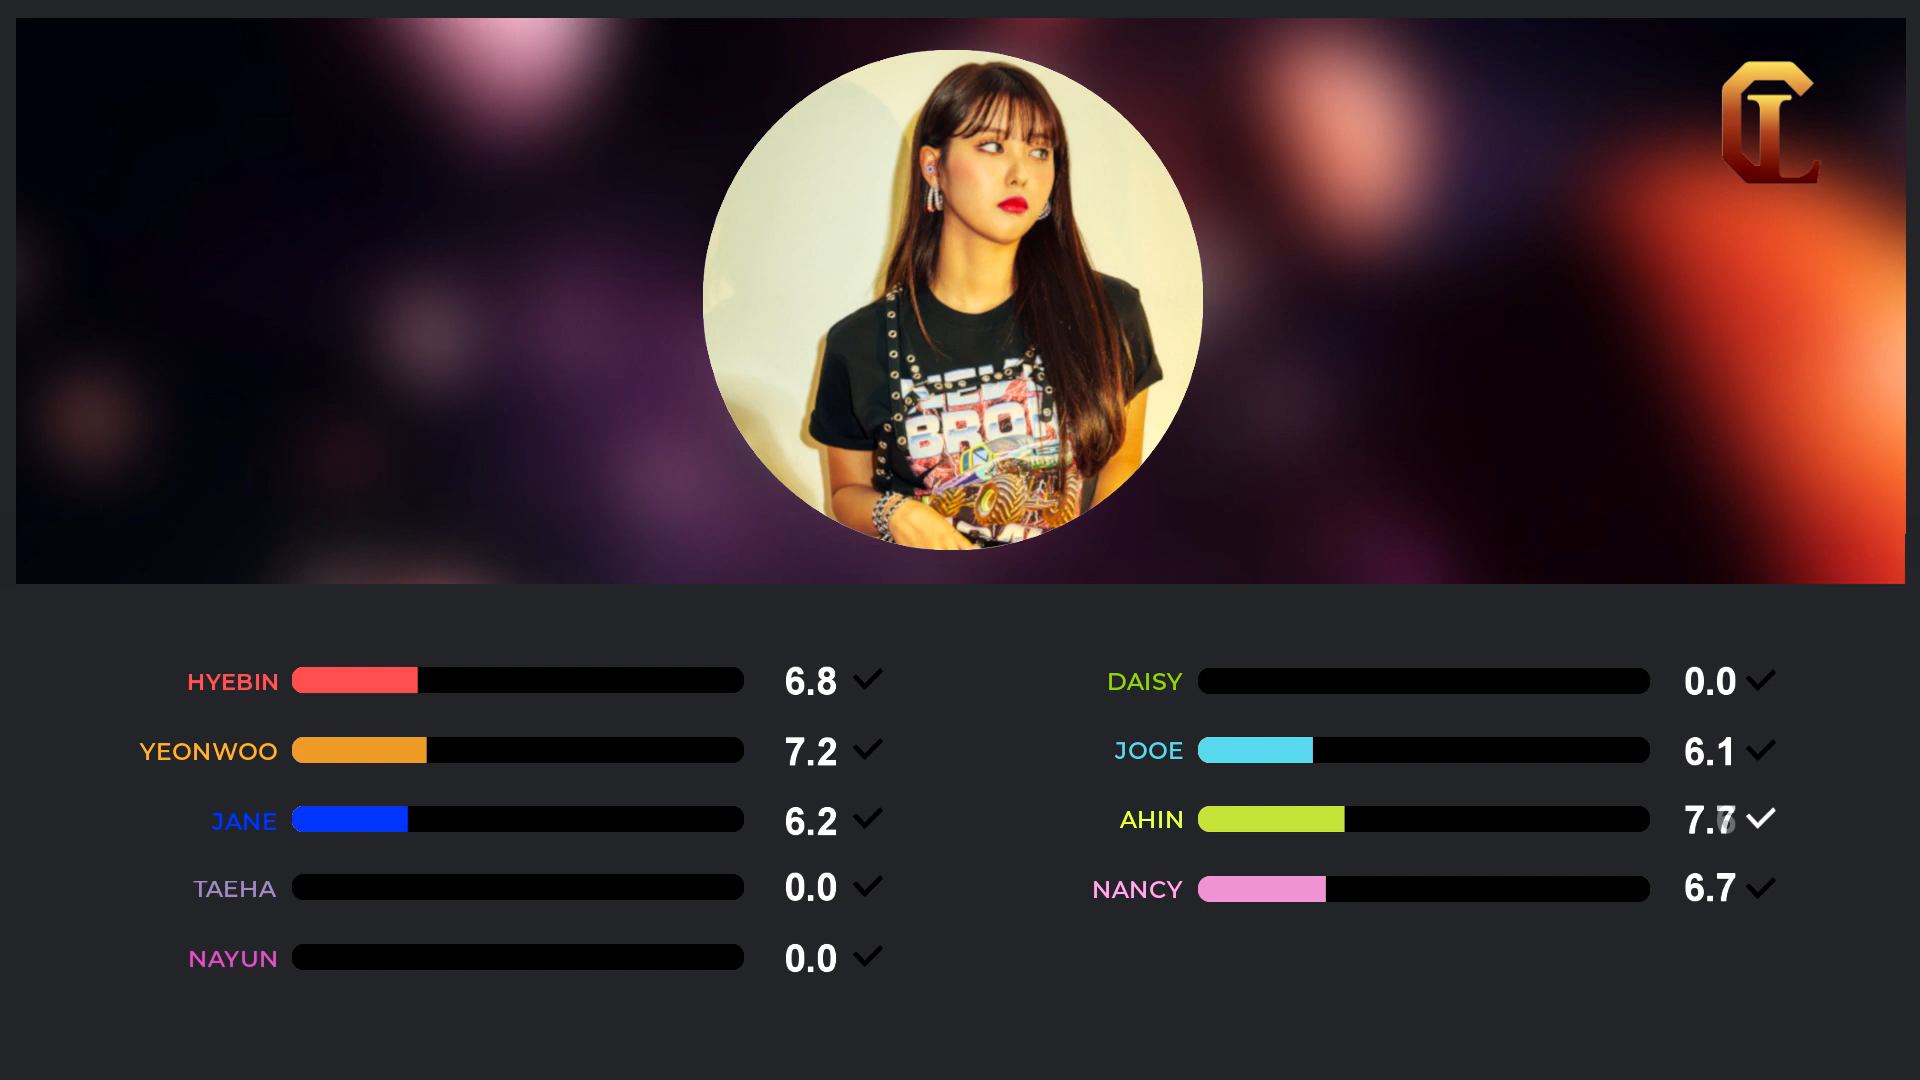 BRO
HYEBIN 6.8
YEONWOO 7.2
JANE 6.2
TAEHA 0.0
NAYUN 0.0
DAISY 0.0
JOOE 6.1
AHIN
NANCY 6.7